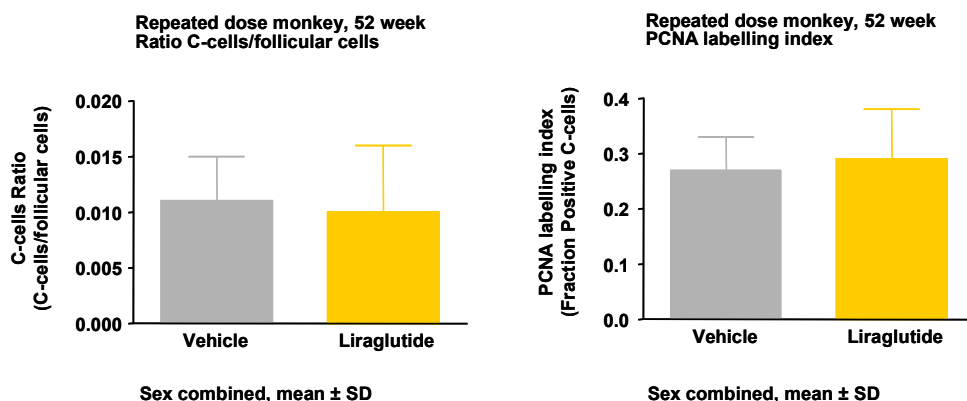 Repeated dose monkey, 52 week
Ratio C-cells/follicular cells
C-cells Ratio
(C-cells/follicular cells)
0.020
0.015
0.010
0.005
0.000
Vehicle
Liraglutide
Sex combined, mean ± SD
Repeated dose monkey, 52 week
PCNA labelling index
PCNA labelling index
(Fraction Positive C-cells)
0.4
0.3
0.2
0.1
0.0
Vehicle
Liraglutide
Sex combined, mean ± SD